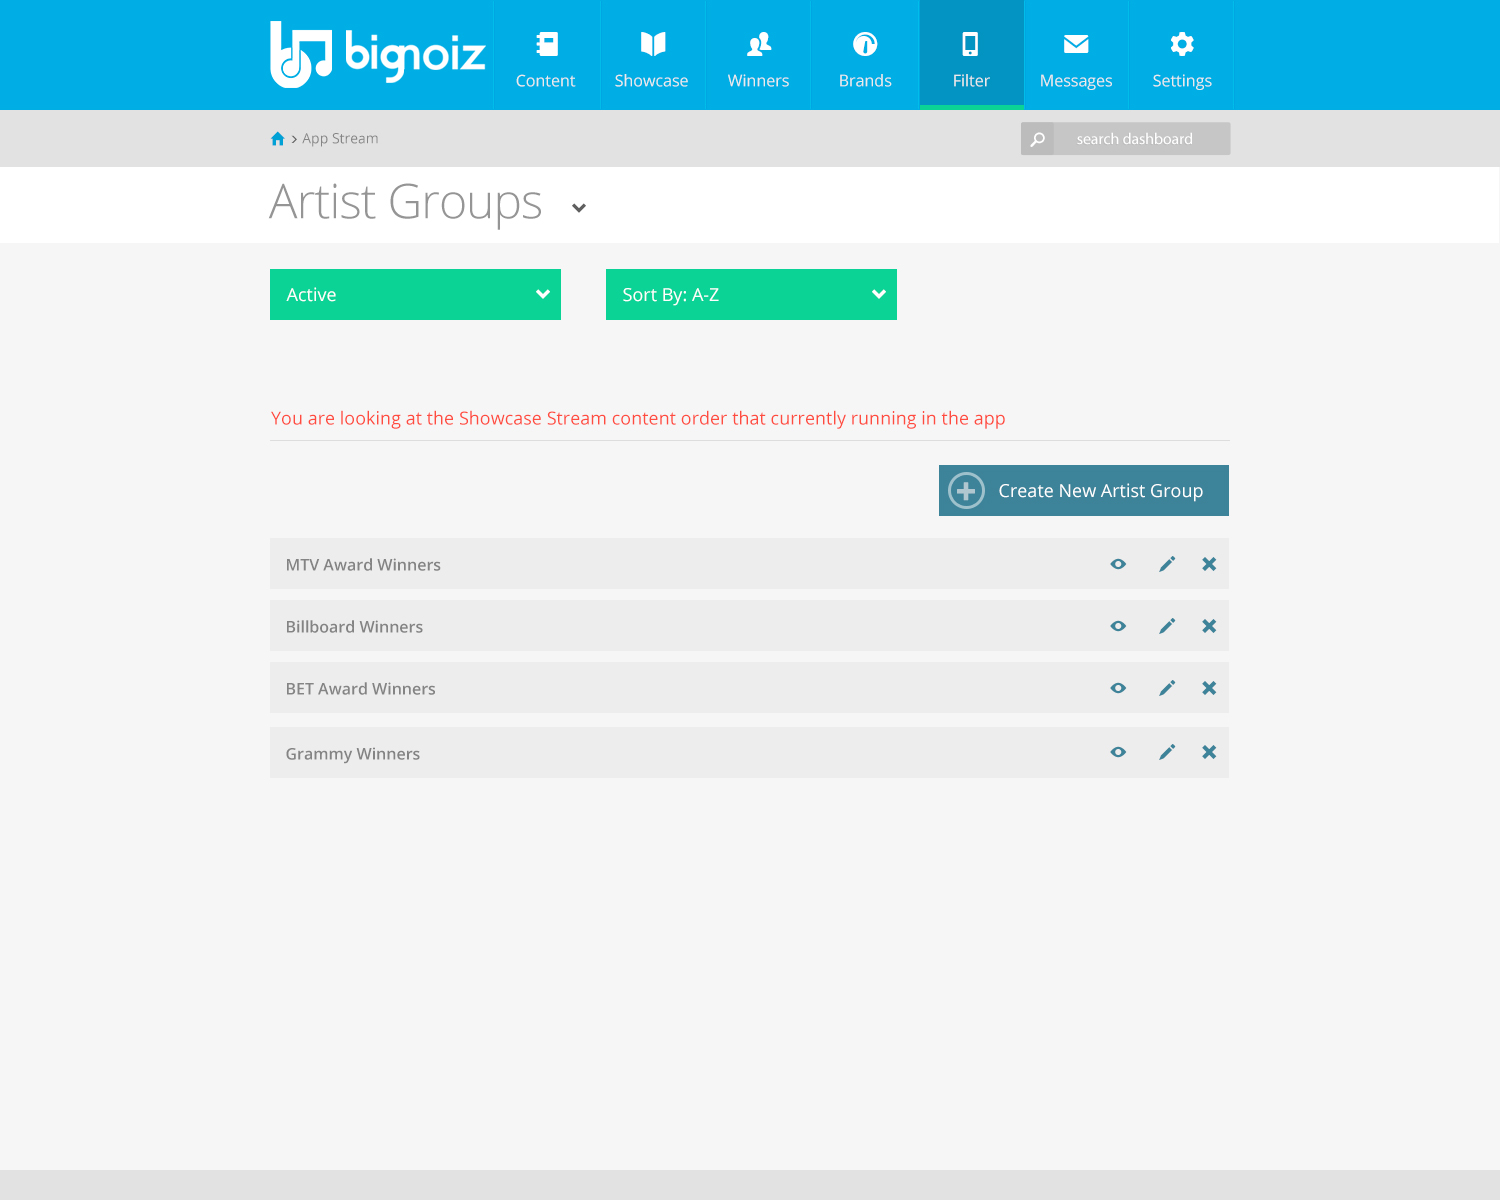 bignoiz
Content
Showcase
Winners
Brands
Filter
Messages
Settings
› App Stream
search dashboard
Artist Groups
Active
Sort By: A-Z
You are looking at the Showcase Stream content order that currently running in the app
Create New Artist Group
MTV Award Winners
Billboard Winners
BET Award Winners
Grammy Winners